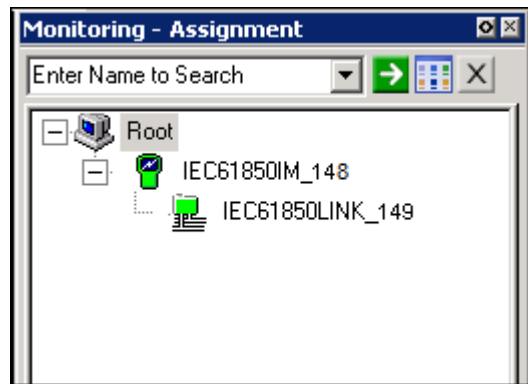 Monitoring - Assignment
Enter Name to Search
Root
IEC61850IM_148
IEC61850LINK_149